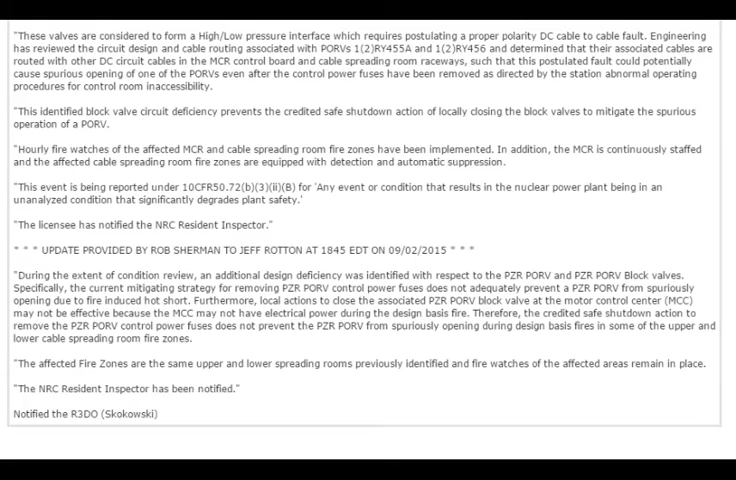 "These valves are considered to form a High/Low pressure interface which requires postulating a proper polarity DC cable to cable fault. Engineering
has reviewed the circuit design and cable routing associated with PORVs 1(2)RY455A and 1(2)RY456 and determined that their associated cables are
routed with other DC circuit cables in the MCR control board and cable spreading room raceways, such that this postulated fault could potentially
cause spurious opening of one of the PORVs even after the control power fuses have been removed as directed by the station abnormal operating
procedures for control room inaccessibility.
"This identified block valve circuit deficiency prevents the credited safe shutdown action of locally closing the block valves to mitigate the spurious
operation of a PORV.
"Hourly fire watches of the affected MCR and cable spreading room fire zones have been implemented. In addition, the MCR is continuously staffed
and the affected cable spreading room fire zones are equipped with detection and automatic suppression.
"This event is being reported under 10CFR50.72(b)(3)(ii)(B) for 'Any event or condition that results in the nuclear power plant being in an
unanalyzed condition that significantly degrades plant safety.'
"The licensee has notified the NRC Resident Inspector."
* * * UPDATE PROVIDED BY ROB SHERMAN TO JEFF ROTTON AT 1845 EDT ON 09/02/2015 * * *
"During the extent of condition review, an additional design deficiency was identified with respect to the PZR PORV and PZR PORV Block valves.
Specifically, the current mitigating strategy for removing PZR PORV control power fuses does not adequately prevent a PZR PORV from spuriously
opening due to fire induced hot short. Furthermore, local actions to close the associated PZR PORV block valve at the motor control center (MCC)
may not be effective because the MCC may not have electrical power during the design basis fire. Therefore, the credited safe shutdown action to
remove the PZR PORV control power fuses does not prevent the PZR PORV from spuriously opening during design basis fires in some of the upper and
lower cable spreading room fire zones.
"The affected Fire Zones are the same upper and lower spreading rooms previously identified and fire watches of the affected areas remain in place.
"The NRC Resident Inspector has been notified."
Notified the R3DO (Skokowski)